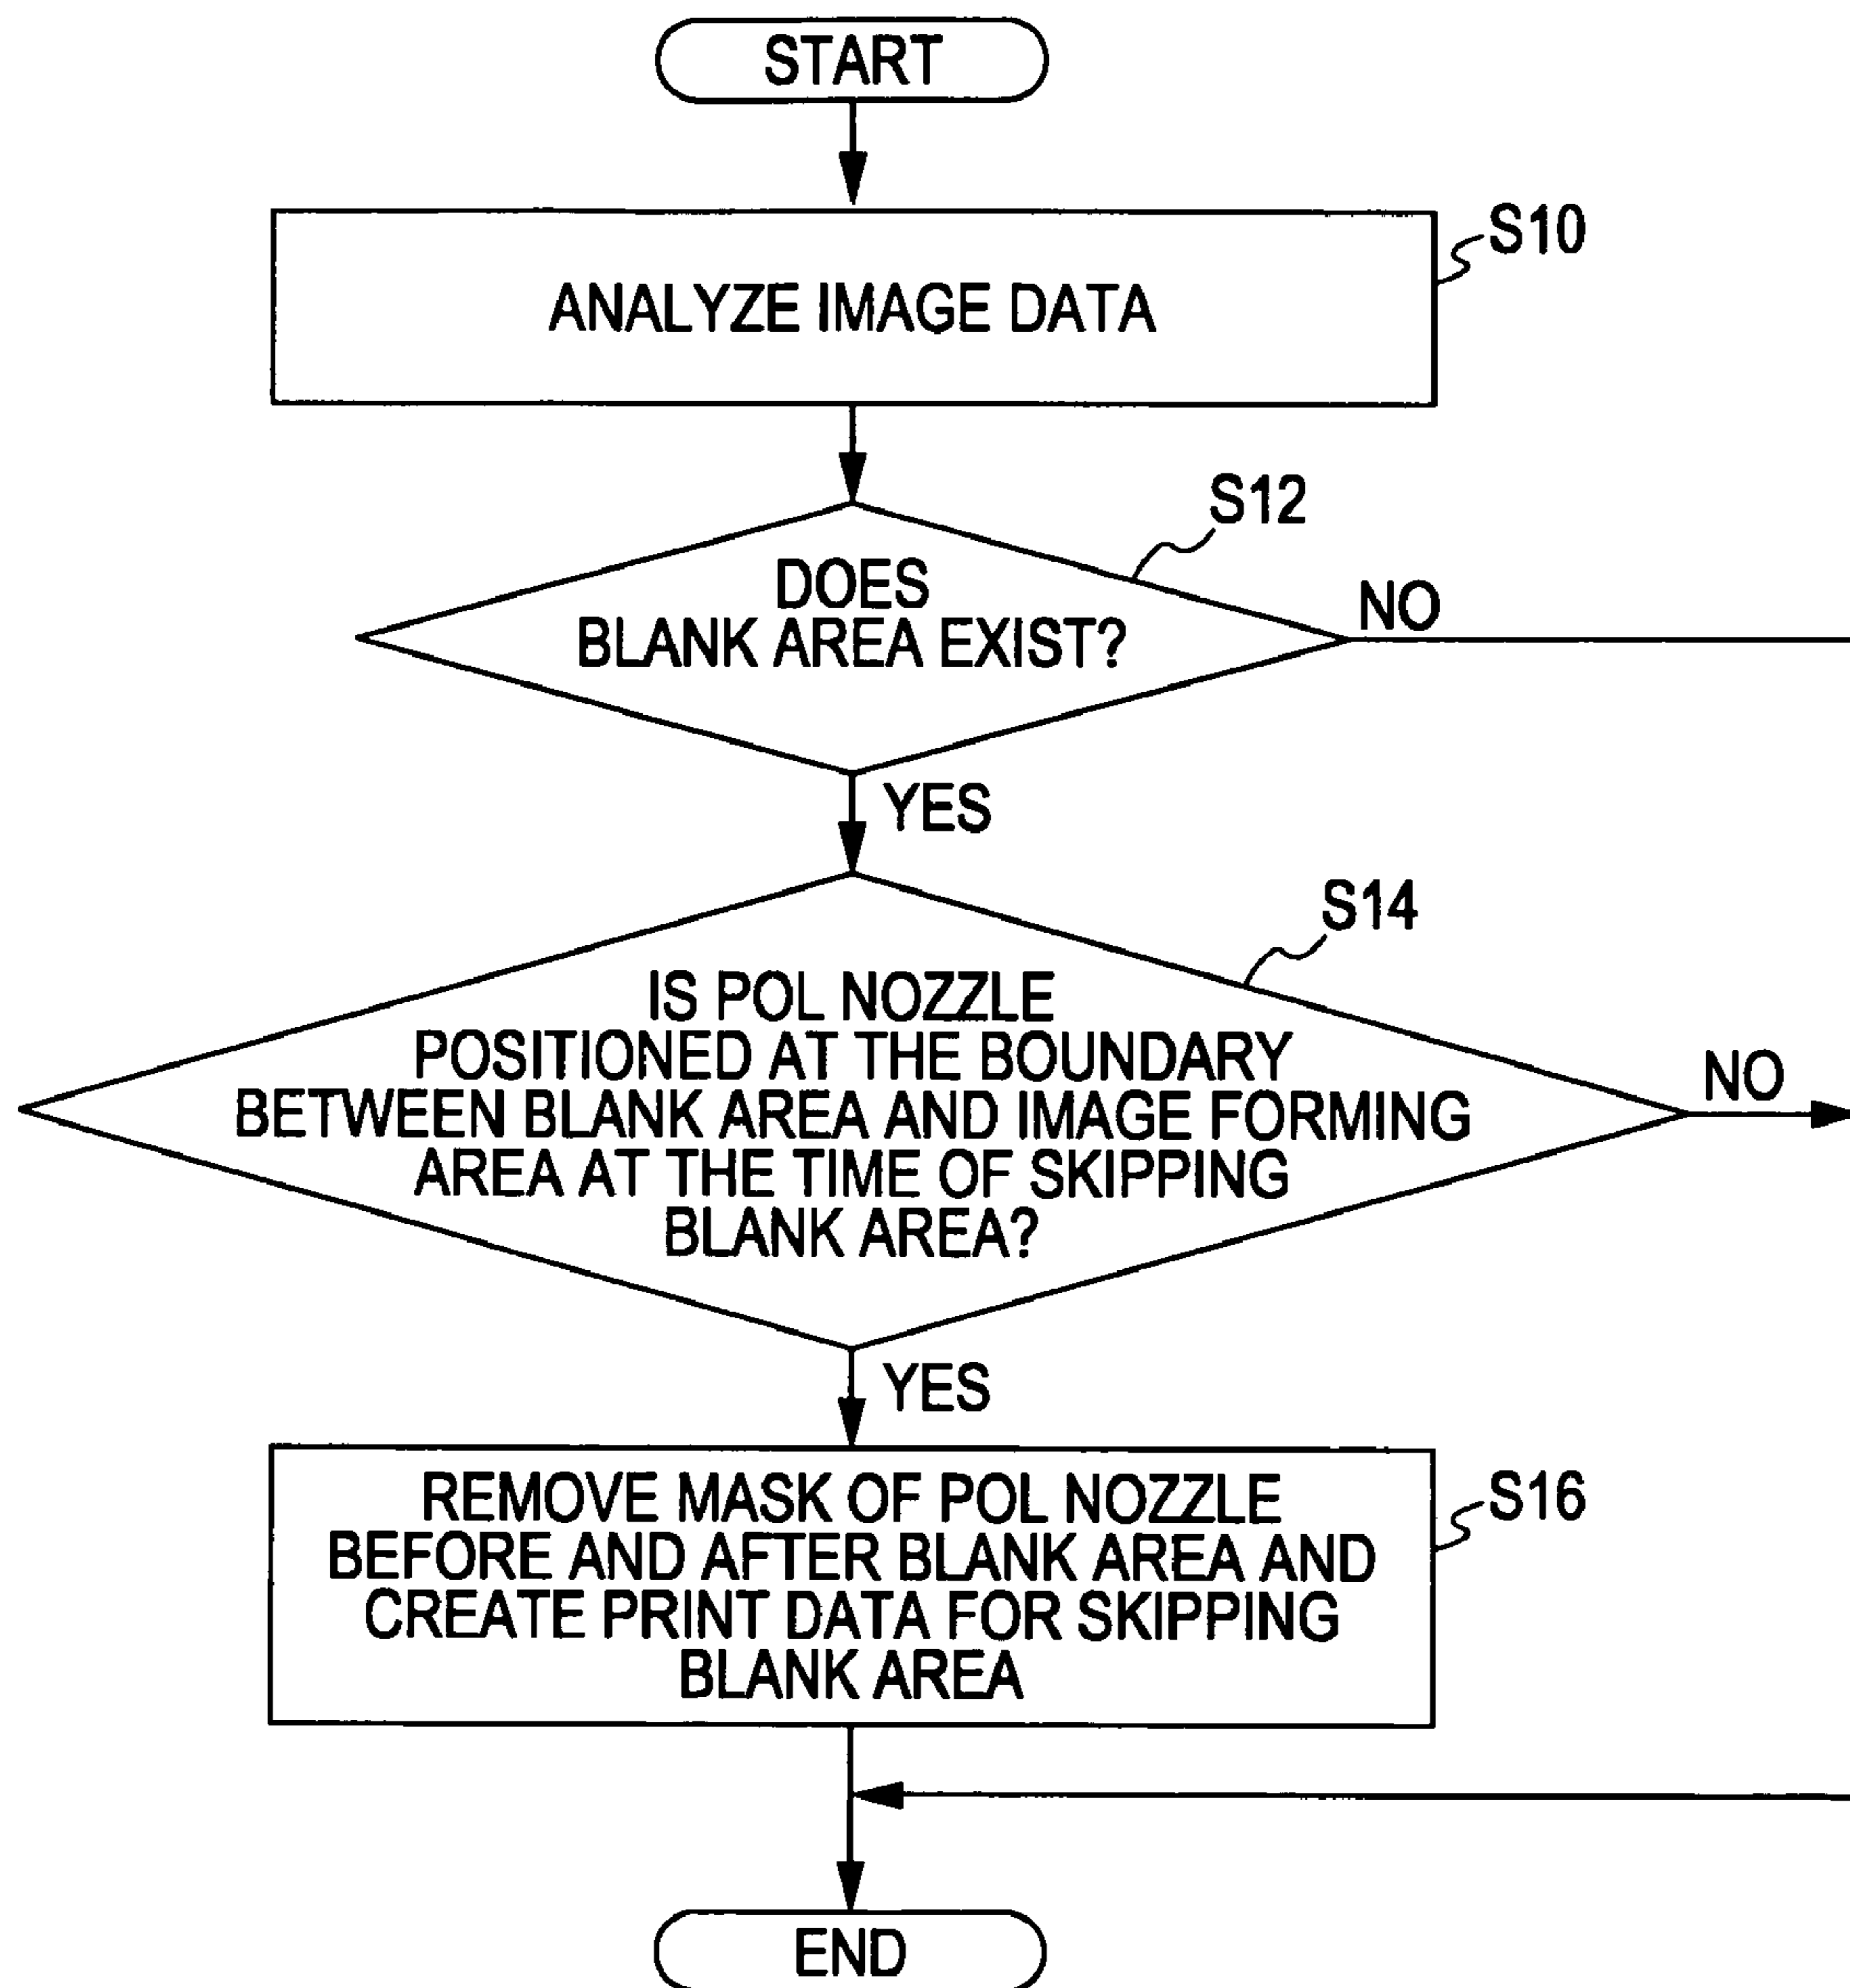 START
S10
ANALYZE IMAGE DATA
S12
DOES
BLANK AREA EXIST?
NO
YES
S14
IS POL NOZZLE
POSITIONED AT THE BOUNDARY
BETWEEN BLANK AREA AND IMAGE FORMING
AREA AT THE TIME OF SKIPPING
BLANK AREA?
NO
YES
S16
REMOVE MASK OF POL NOZZLE
BEFORE AND AFTER BLANK AREA AND
CREATE PRINT DATA FOR SKIPPING
BLANK AREA
END